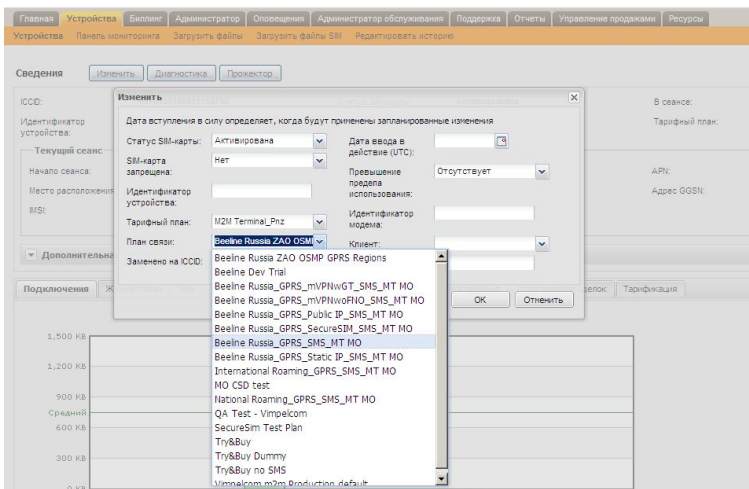 Главная Устройства Биллинг Администратор Оповещения Администратор обслуживания Поддержка Отчеты Управление продажами Ресурсы
Устройства Панель мониторинга Загрузить файлы Загрузить файлы SIM Редактировать историю
Сведения Изменить Диагностика Прожектор
ICCID: В сеансе:
Идентификатор устройства: Тарифный план:
Текущий сеанс
Начало сеанса: APN:
Место расположения Адрес GGSN:
IMSI:
Дополнительна
Подключения Тарификация
Изменить
Дата вступления в силу определяет, когда будут применены запланированные изменения
Статус SIM-карты: Активирована Дата ввода в действие (UTC):
SIM-карта запрещена: Нет Превышение предела использования: Отсутствует
Идентификатор устройства:
Идентификатор модема:
Тарифный план: M2M Terminal_Pnz
План связи: Beeline Russia ZAO OSMP Клиент:
Заменено на ICCID:
OK Отменить
Beeline Russia ZAO OSMP GPRS Regions
Beeline Dev Trial
Beeline Russia_GPRS_mVPNwGT_SMS_MT MO
Beeline Russia_GPRS_mVPNwoFNO_SMS_MT MO
Beeline Russia_GPRS_Public IP_SMS_MT MO
Beeline Russia_GPRS_SecureSIM_SMS_MT MO
Beeline Russia_GPRS_SMS_MT MO
Beeline Russia_GPRS_Static IP_SMS_MT MO
International Roaming_GPRS_SMS_MT MO
MO CSD test
National Roaming_GPRS_SMS_MT MO
QA Test - Vimpelcom
SecureSim Test Plan
Try&Buy
Try&Buy Dummy
Try&Buy no SMS
Vimpelcom m2m Production default
1,500 KB
1,200 KB
900 KB
Средний
600 KB
300 KB
0 KB